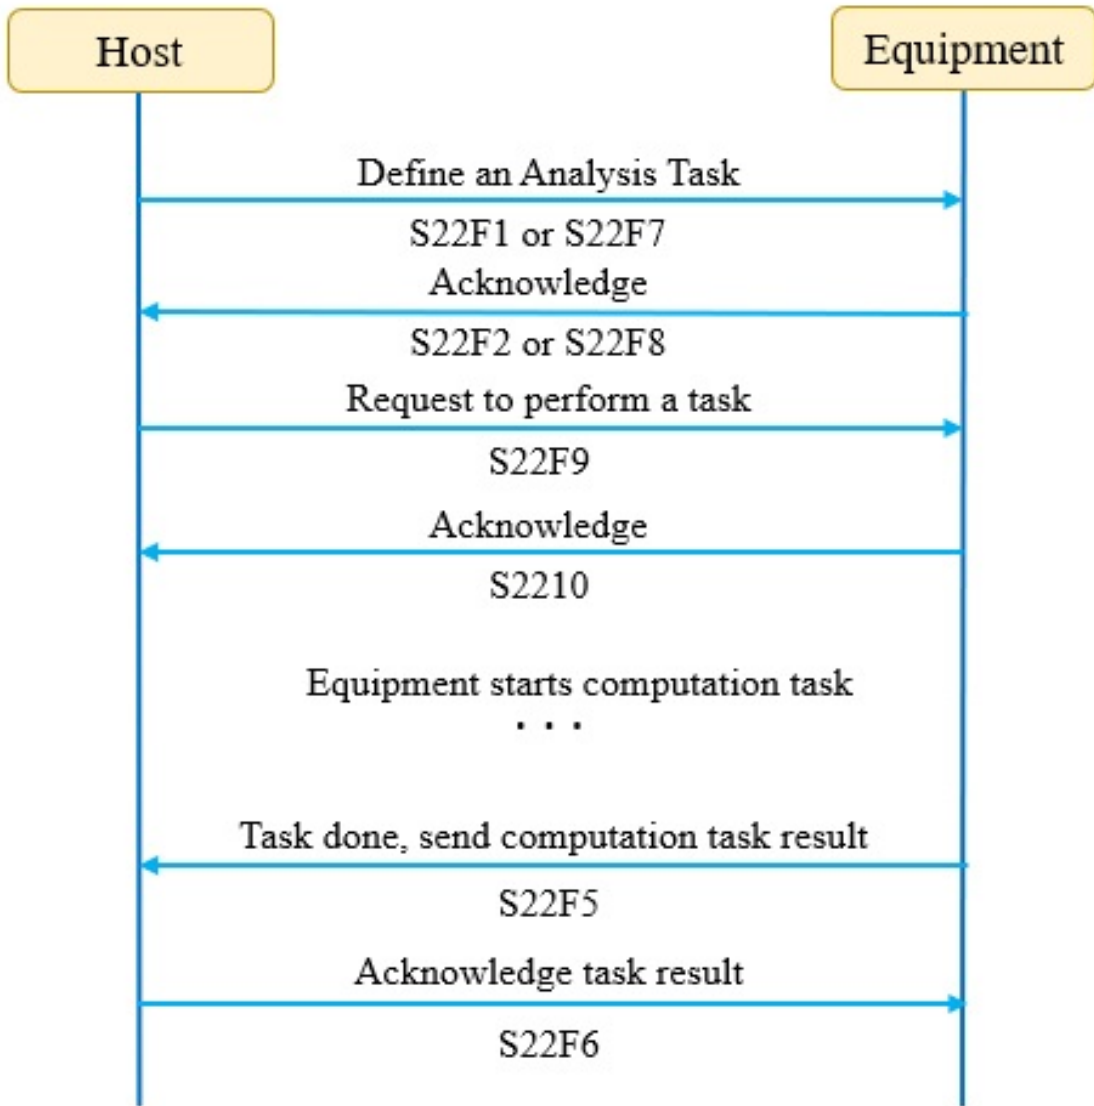 Host
Equipment
Define an Analysis Task
S22F1 or S22F7
Acknowledge
S22F2 or S22F8
Request to perform a task
S22F9
Acknowledge
S2210
Equipment starts computation task
. . .
Task done, send computation task result
S22F5
Acknowledge task result
S22F6